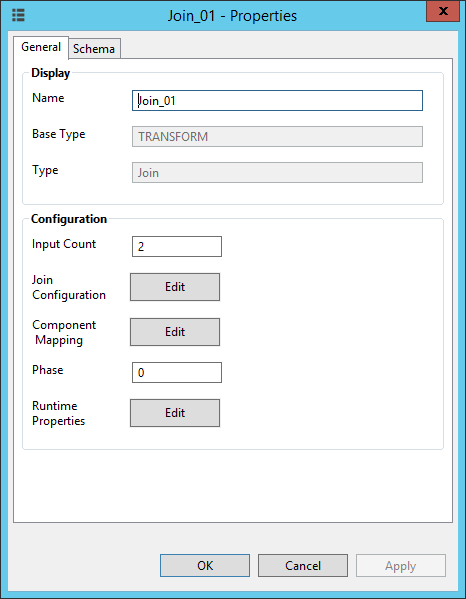 Join_01 - Properties
x
General Schema
Display
Name Join_01
Base Type TRANSFORM
Type Join
Configuration
Input Count 2
Join
Configuration Edit
Component
Mapping Edit
Phase 0
Runtime
Properties Edit
OK Cancel Apply